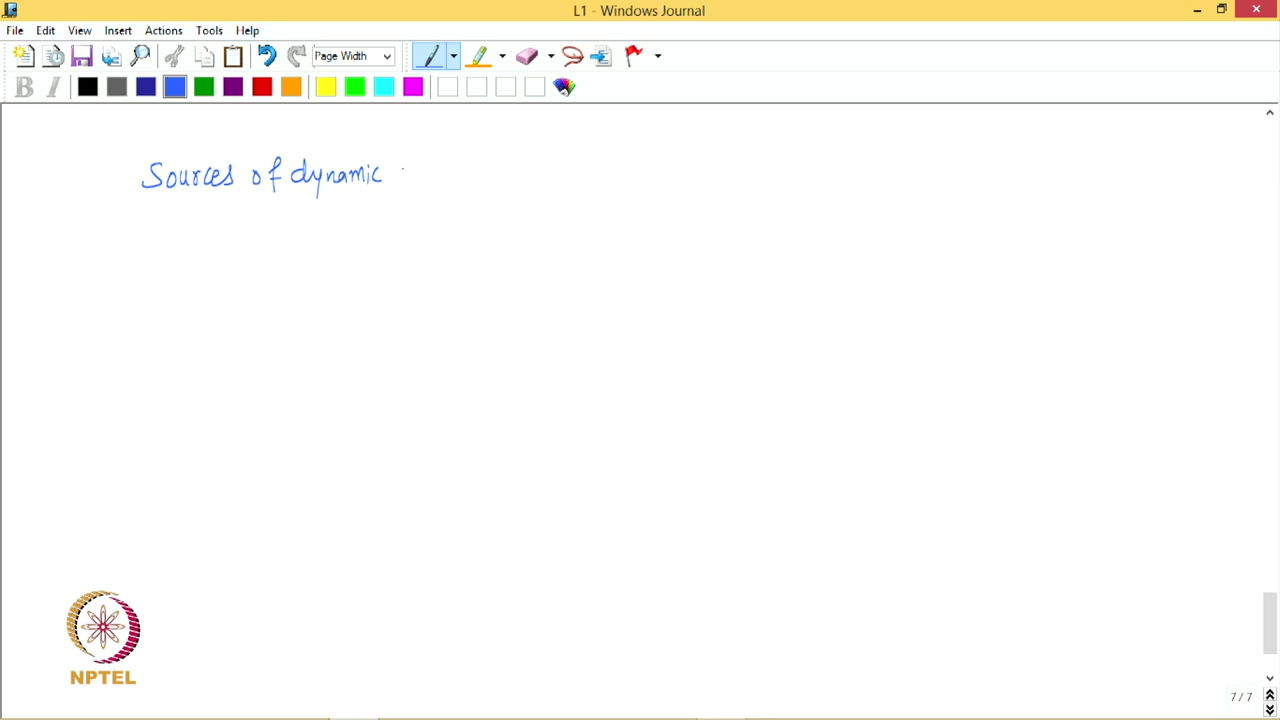 L1 - Windows Journal
File Edit View Insert Actions Tools Help
Page Width
B I
Sources of dynamic
NPTEL
7 / 7